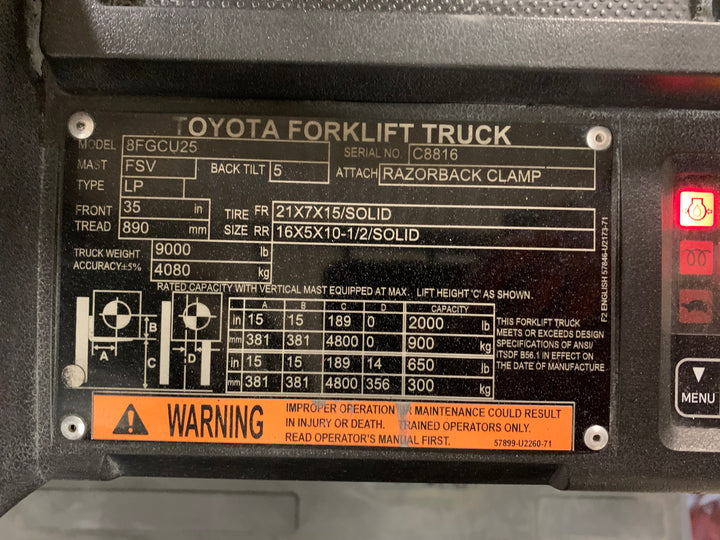 TOYOTA FORKLIFT TRUCK
MODEL 8FGCU25 SERIAL NO. C8816
MAST FSV BACK TILT 5 ATTACH RAZORBACK CLAMP
TYPE LP
FRONT 35 in TIRE FR 21X7X15/SOLID
TREAD 890 mm SIZE RR 16X5X10-1/2/SOLID
TRUCK WEIGHT 9000 lb
ACCURACY±5% 4080 kg
RATED CAPACITY WITH VERTICAL MAST EQUIPED AT MAX. LIFT HEIGHT 'C' AS SHOWN.
A B C D CAPACITY
in 15 15 189 0 2000 lb
mm 381 381 4800 0 900 kg
in 15 15 189 14 650 lb
mm 381 381 4800 356 300 kg
A B C D
THIS FORKLIFT TRUCK
MEETS OR EXCEEDS DESIGN
SPECIFICATIONS OF ANSI/
ITSDF B56.1 IN EFFECT ON
THE DATE OF MANUFACTURE
F2 ENGLISH 57846-U2173-71
WARNING
IMPROPER OPERATION OR MAINTENANCE COULD RESULT
IN INJURY OR DEATH. TRAINED OPERATORS ONLY.
READ OPERATOR'S MANUAL FIRST.
57899-U2260-71
MENU